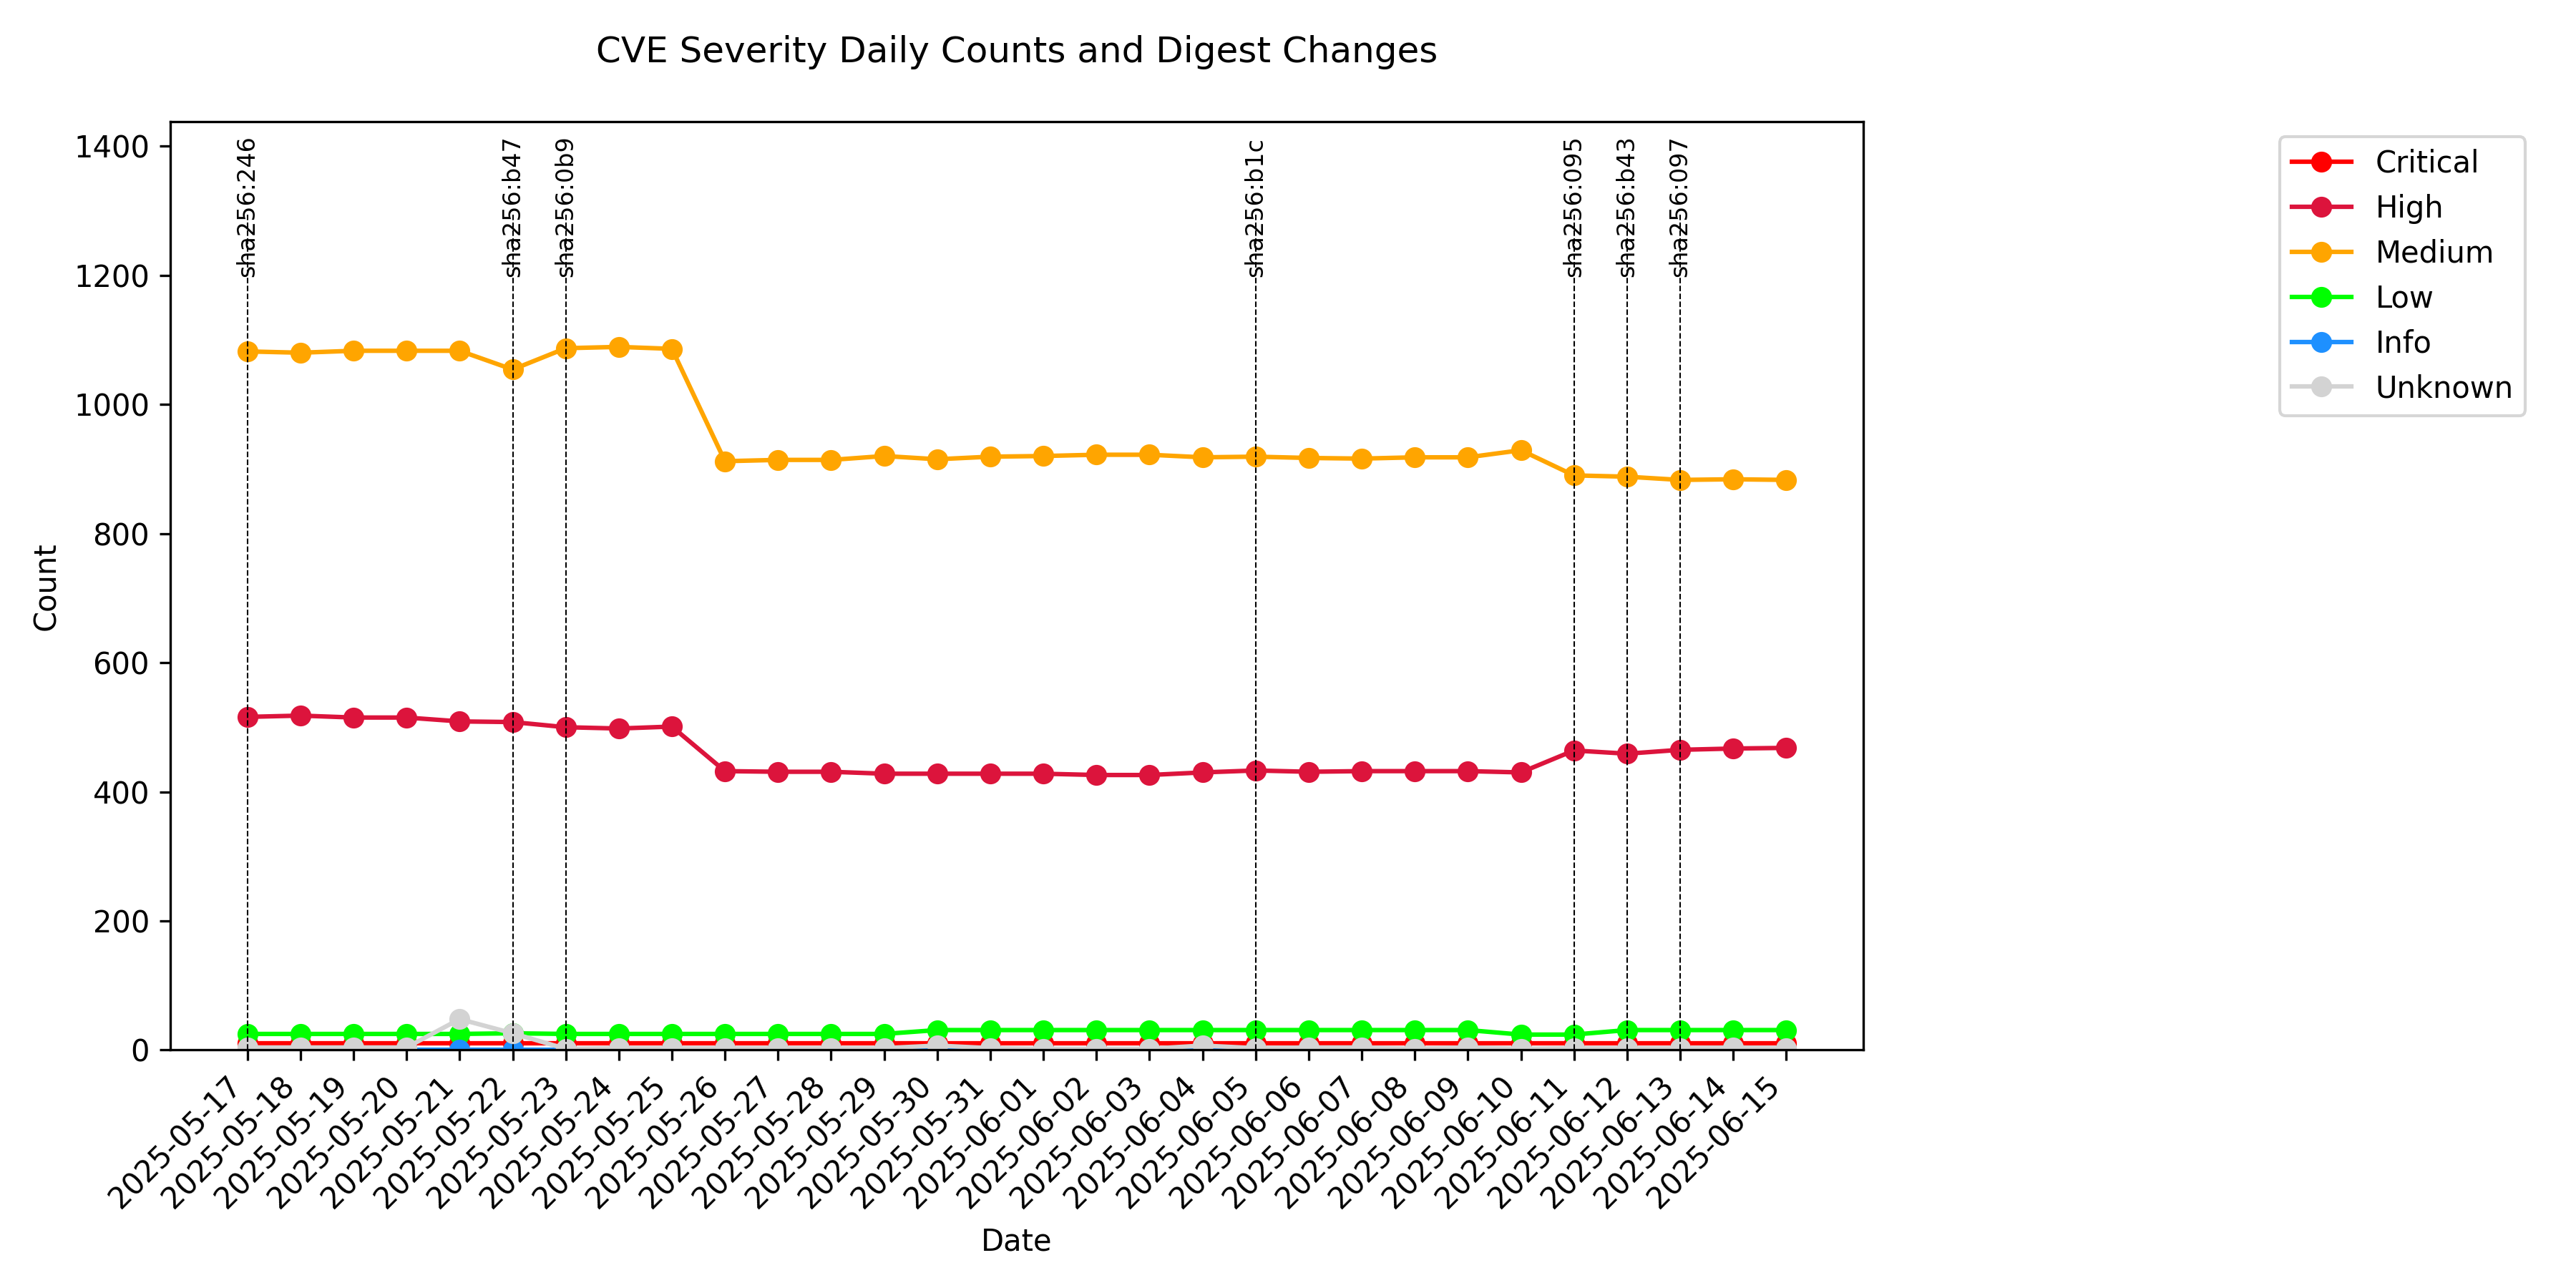 CVE Severity Daily Counts and Digest Changes
1400
1200
1000
800
600
400
200
0
Count
sha256:246
sha256:b47
sha256:0b9
sha256:b1c
sha256:095
sha256:b43
sha256:097
Critical
High
Medium
Low
Info
Unknown
2025-05-17
2025-05-18
2025-05-19
2025-05-20
2025-05-21
2025-05-22
2025-05-23
2025-05-24
2025-05-25
2025-05-26
2025-05-27
2025-05-28
2025-05-29
2025-05-30
2025-05-31
2025-06-01
2025-06-02
2025-06-03
2025-06-04
2025-06-05
2025-06-06
2025-06-07
2025-06-08
2025-06-09
2025-06-10
2025-06-11
2025-06-12
2025-06-13
2025-06-14
2025-06-15
Date